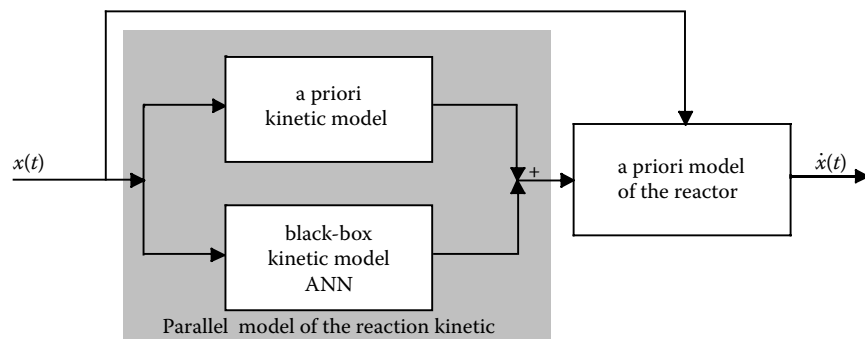 x(t)
a priori
kinetic model
+
a priori model
of the reactor
ẋ(t)
black-box
kinetic model
ANN
Parallel model of the reaction kinetic